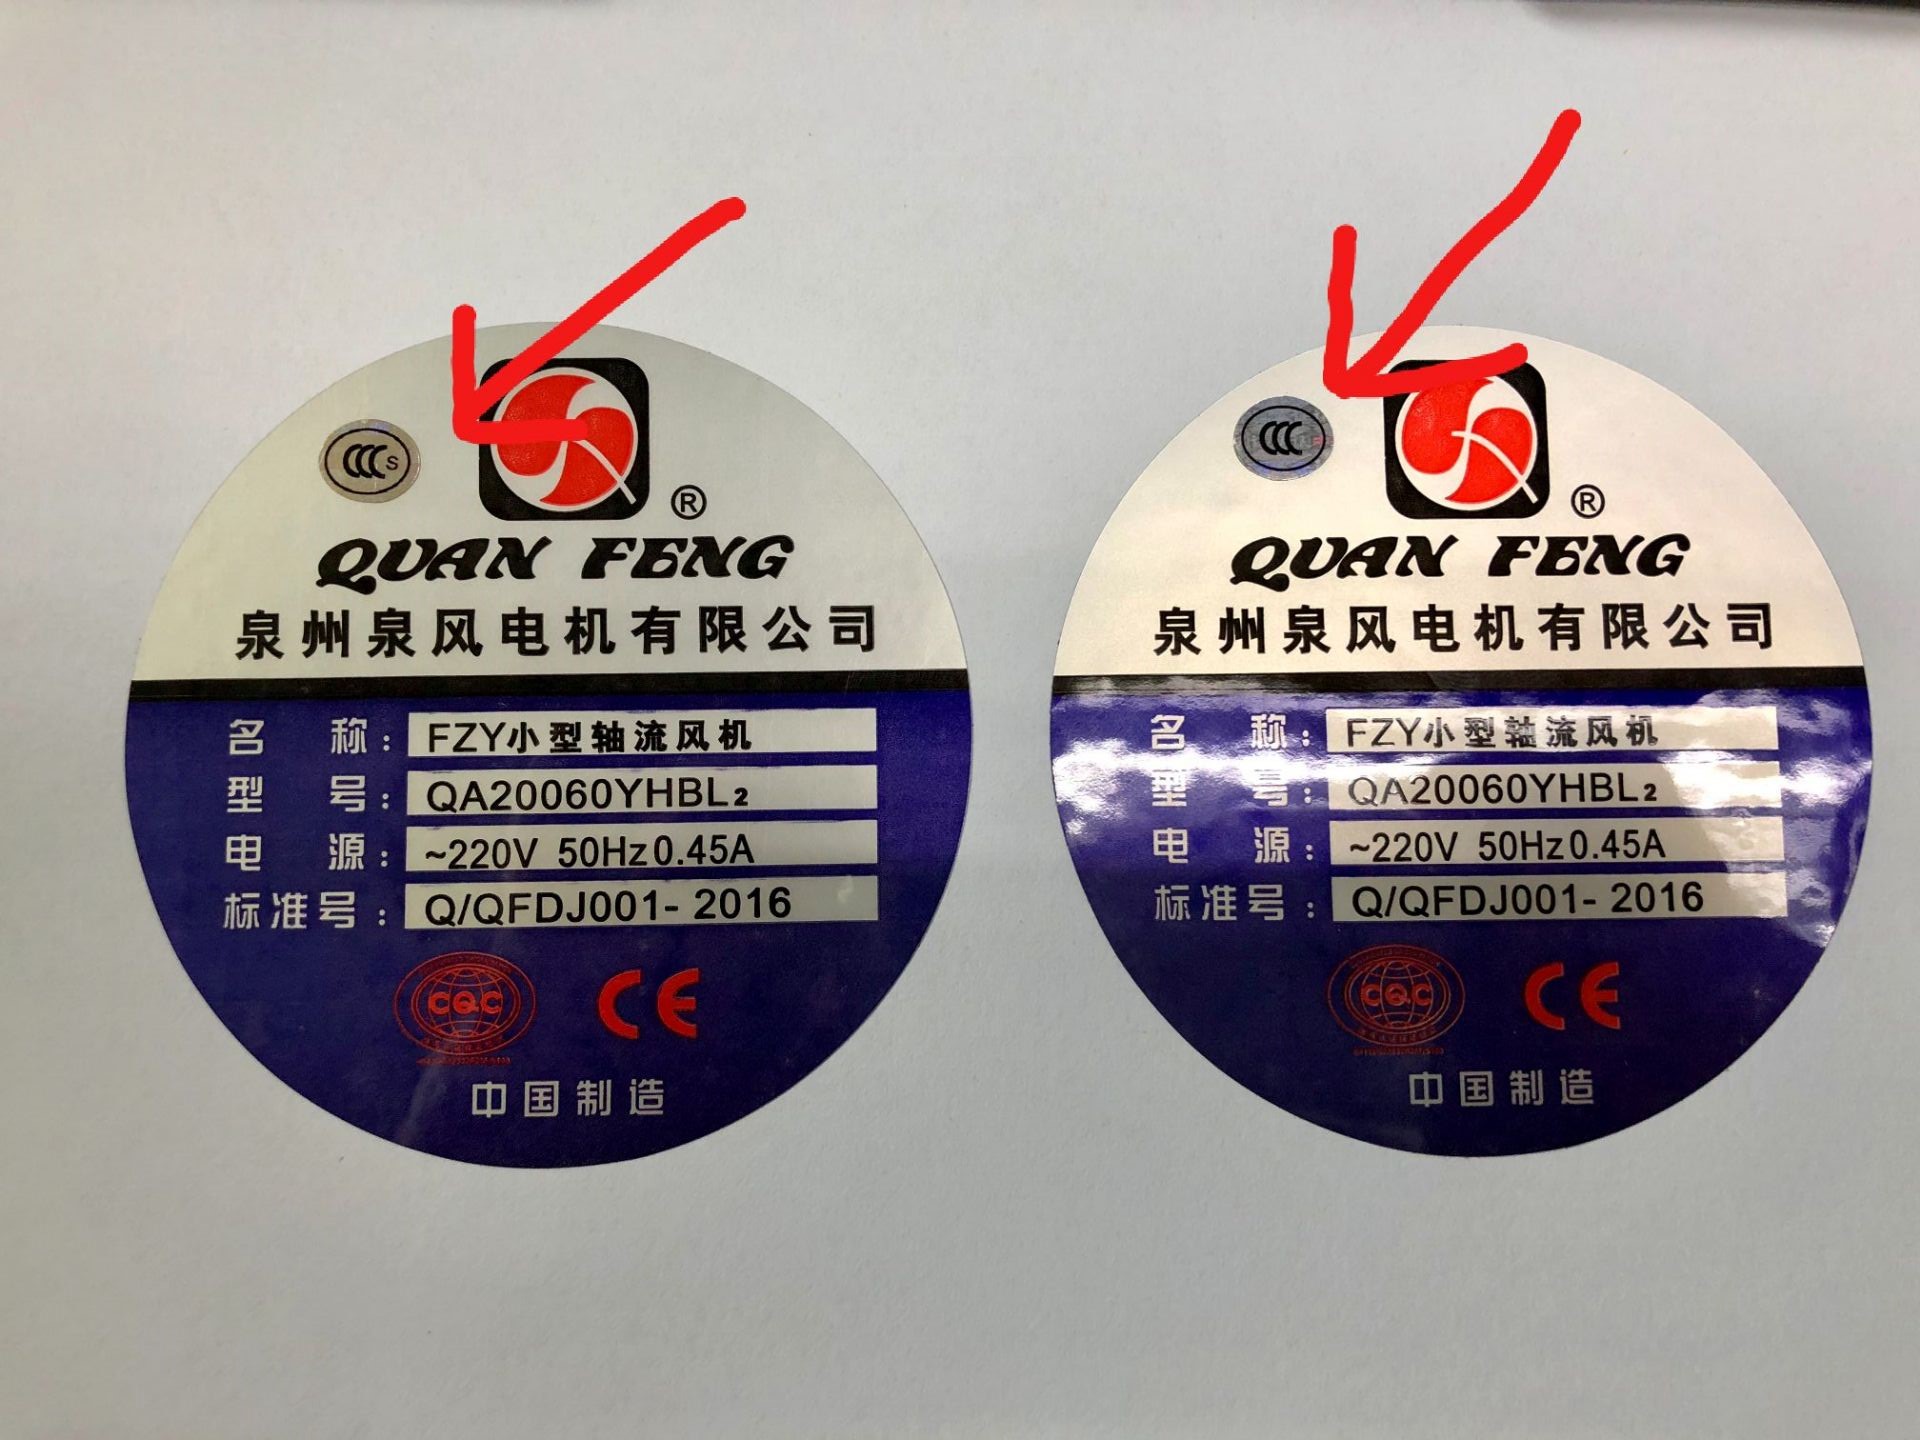 CCCS
®
QUAN FENG
泉州泉风电机有限公司
名 称: FZY小型轴流风机
型 号: QA20060YHBL₂
电 源: ~220V 50Hz 0.45A
标准号: Q/QFDJ001-2016
CQC
CE
中国制造
CCC
®
QUAN FENG
泉州泉风电机有限公司
名 称: FZY小型轴流风机
型 号: QA20060YHBL₂
电 源: ~220V 50Hz 0.45A
标准号: Q/QFDJ001-2016
CQC
CE
中国制造